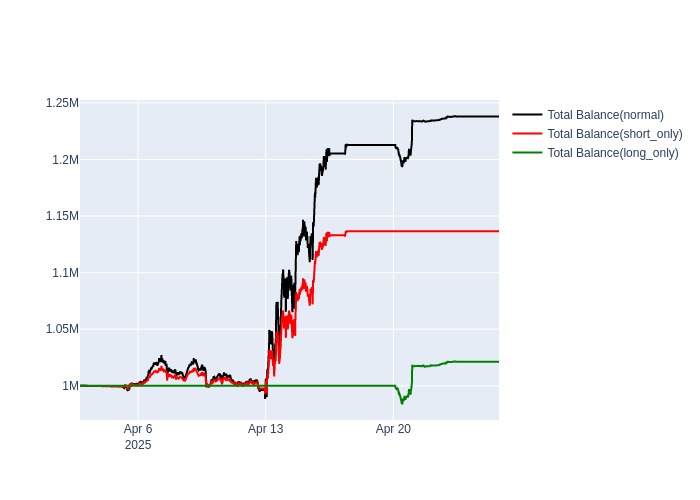 1.25M
1.2M
1.15M
1.1M
1.05M
1M
Apr 6
2025
Apr 13
Apr 20
Total Balance(normal)
Total Balance(short_only)
Total Balance(long_only)